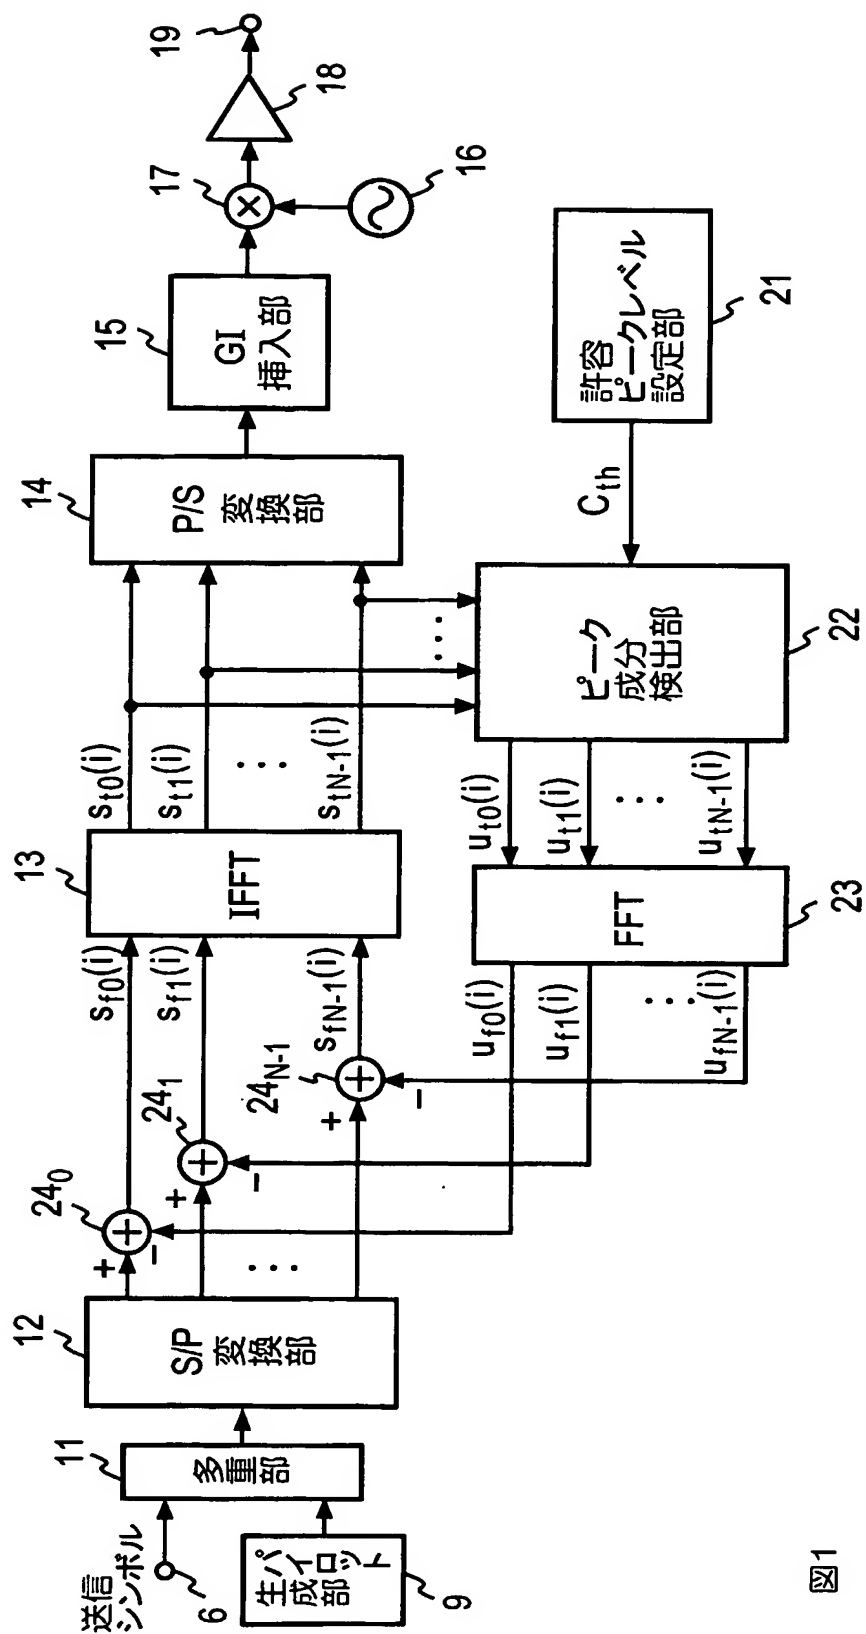 送信
シンボル
6
パイロット
生成部
9
11
多重部
12
S/P
変換部
24₀
+
−
24₁
+
−
24N-1
+
−
...
sf0(i)
sf1(i)
sfN-1(i)
13
IFFT
st0(i)
st1(i)
...
stN-1(i)
14
P/S
変換部
15
GI
挿入部
16
17
18
19
uf0(i)
uf1(i)
...
ufN-1(i)
FFT
23
ut0(i)
ut1(i)
...
utN-1(i)
...
ピーク
成分
検出部
22
Cth
許容
ピークレベル
設定部
21
図1